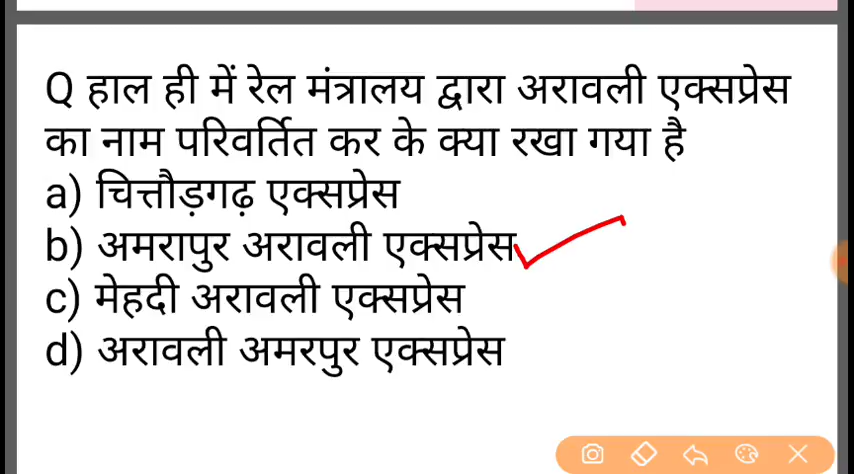 Q हाल ही में रेल मंत्रालय द्वारा अरावली एक्सप्रेस
का नाम परिवर्तित कर के क्या रखा गया है
a) चित्तौड़गढ़ एक्सप्रेस
b) अमरापुर अरावली एक्सप्रेस
c) मेहदी अरावली एक्सप्रेस
d) अरावली अमरपुर एक्सप्रेस